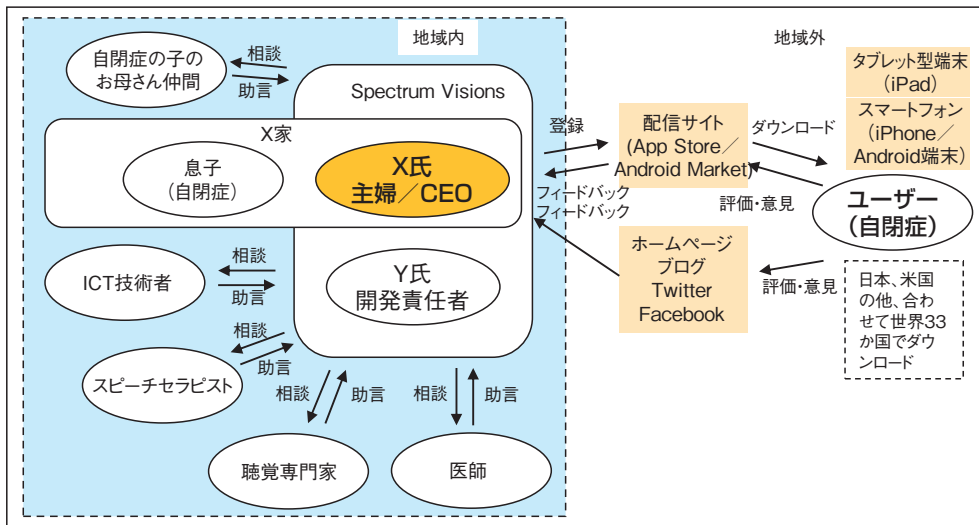 地域内
地域外
自閉症の子の
お母さん仲間
相談
助言
Spectrum Visions
X家
息子
（自閉症）
X氏
主婦／CEO
Y氏
開発責任者
ICT技術者
相談
助言
スピーチセラピスト
相談
助言
聴覚専門家
相談
助言
医師
相談
助言
登録
フィードバック
フィードバック
配信サイト
(App Store／
Android Market)
ダウンロード
評価・意見
タブレット型端末
（iPad）
スマートフォン
（iPhone／
Android端末）
ユーザー
（自閉症）
ホームページ
ブログ
Twitter
Facebook
評価・意見
日本、米国
の他、合わ
せて世界33
か国でダウ
ンロード